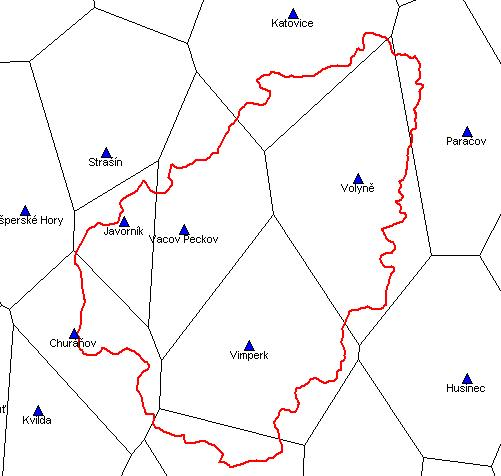 Katovice
Paračov
Strašín
Volyně
šperské Hory
Javorník
Vacov Peckov
Churáňov
Vimperk
Husinec
Kvilda